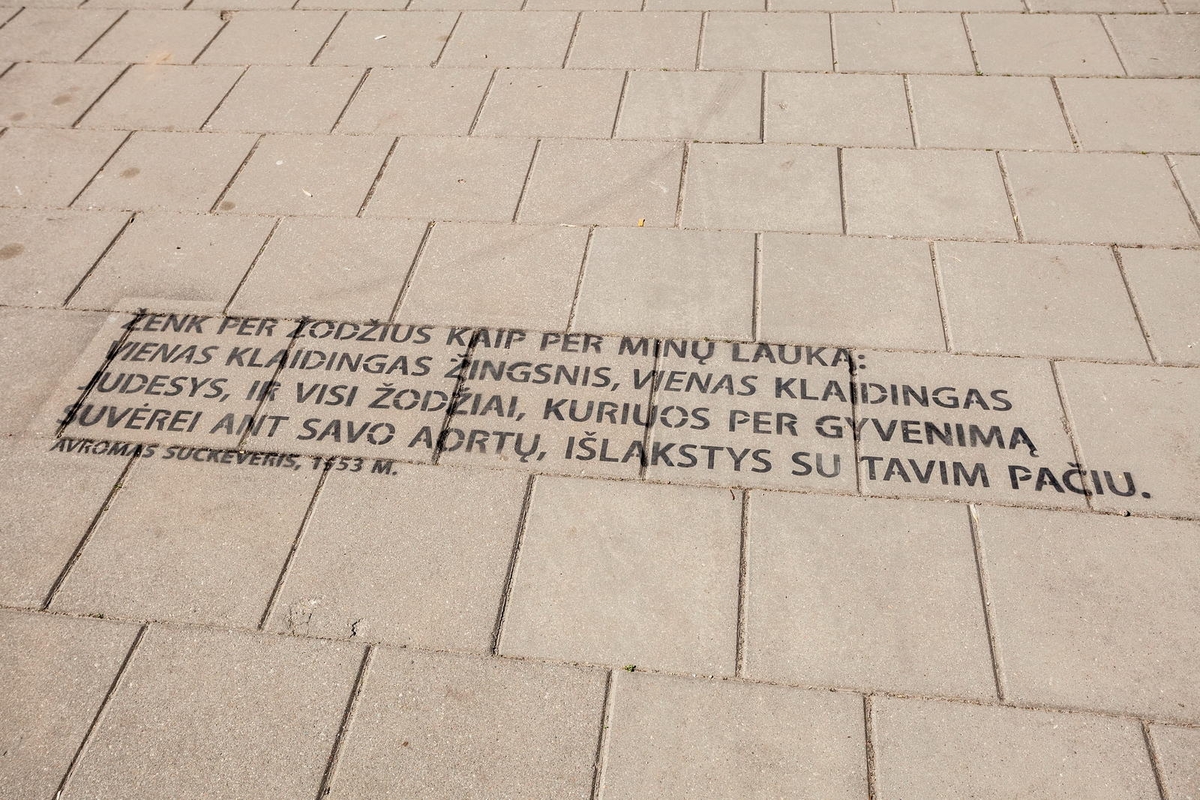 ŽENK PER ŽODŽIUS KAIP PER MINŲ LAUKĄ:
VIENAS KLAIDINGAS ŽINGSNIS, VIENAS KLAIDINGAS
JUDESYS, IR VISI ŽODŽIAI, KURIUOS PER GYVENIMĄ
SUVĖREI ANT SAVO AORTŲ, IŠLAKSTYS SU TAVIM PAČIU.
AVROMAS SUCKEVERIS, 1953 M.